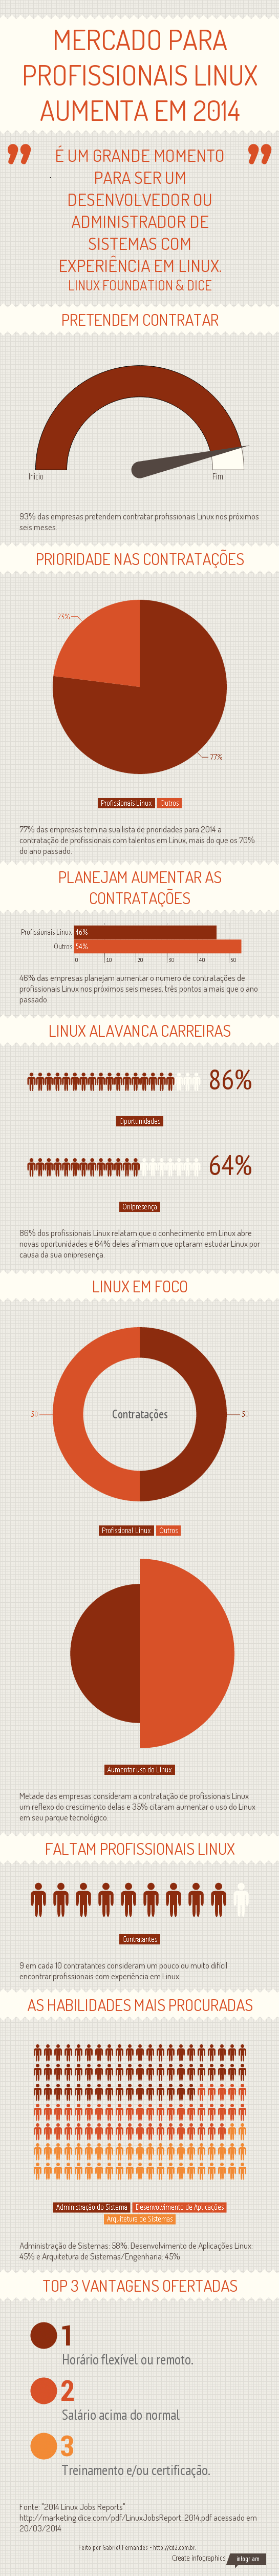 MERCADO PARA
PROFISSIONAIS LINUX
AUMENTA EM 2014
É UM GRANDE MOMENTO
PARA SER UM
DESENVOLVEDOR OU
ADMINISTRADOR DE
SISTEMAS COM
EXPERIÊNCIA EM LINUX.
LINUX FOUNDATION & DICE
PRETENDEM CONTRATAR
Início
Fim
93% das empresas pretendem contratar profissionais Linux nos próximos
seis meses.
PRIORIDADE NAS CONTRATAÇÕES
23%
77%
Profissionais Linux
Outros
77% das empresas tem na sua lista de prioridades para 2014 a
contratação de profissionais com talentos em Linux, mais do que os 70%
do ano passado.
PLANEJAM AUMENTAR AS
CONTRATAÇÕES
Profissionais Linux 46%
Outros 54%
0 10 20 30 40 50
46% das empresas planejam aumentar o numero de contratações de
profissionais Linux nos próximos seis meses, três pontos a mais que o ano
passado.
LINUX ALAVANCA CARREIRAS
86%
Oportunidades
64%
Onipresença
86% dos profissionais Linux relatam que o conhecimento em Linux abre
novas oportunidades e 64% deles afirmam que optaram estudar Linux por
causa da sua onipresença.
LINUX EM FOCO
50
Contratações
50
Profissional Linux
Outros
Aumentar uso do Linux
Metade das empresas consideram a contratação de profissionais Linux
um reflexo do crescimento delas e 35% citaram aumentar o uso do Linux
em seu parque tecnológico.
FALTAM PROFISSIONAIS LINUX
Contratantes
9 em cada 10 contratantes consideram um pouco ou muito difícil
encontrar profissionais com experiência em Linux.
AS HABILIDADES MAIS PROCURADAS
Administração do Sistema
Desenvolvimento de Aplicações
Arquitetura de Sistemas
Administração de Sistemas: 58%, Desenvolvimento de Aplicações Linux:
45% e Arquitetura de Sistemas/Engenharia: 45%
TOP 3 VANTAGENS OFERTADAS
1
Horário flexível ou remoto.
2
Salário acima do normal
3
Treinamento e/ou certificação.
Fonte: "2014 Linux Jobs Reports"
http://marketing.dice.com/pdf/LinuxJobsReport_2014.pdf acessado em
20/03/2014
Feito por Gabriel Fernandes - http://cd2.com.br.
Create infographics infogr.am